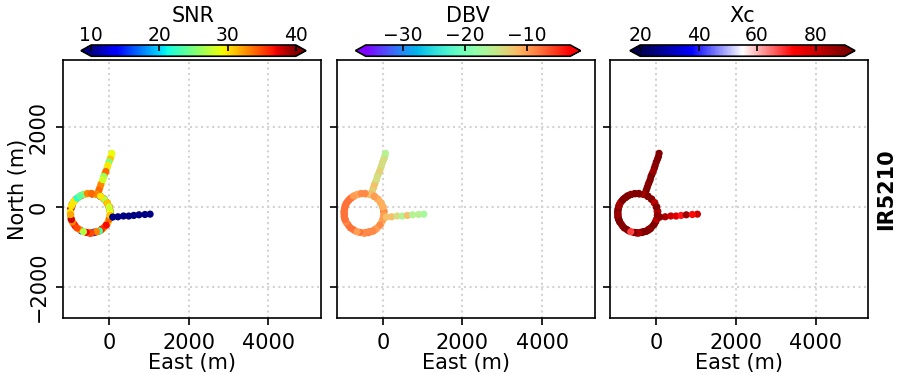 SNR DBV Xc
10 20 30 40 −30 −20 −10 20 40 60 80
North (m)
2000
0
−2000
0 2000 4000 0 2000 4000 0 2000 4000
East (m) East (m) East (m)
IR5210